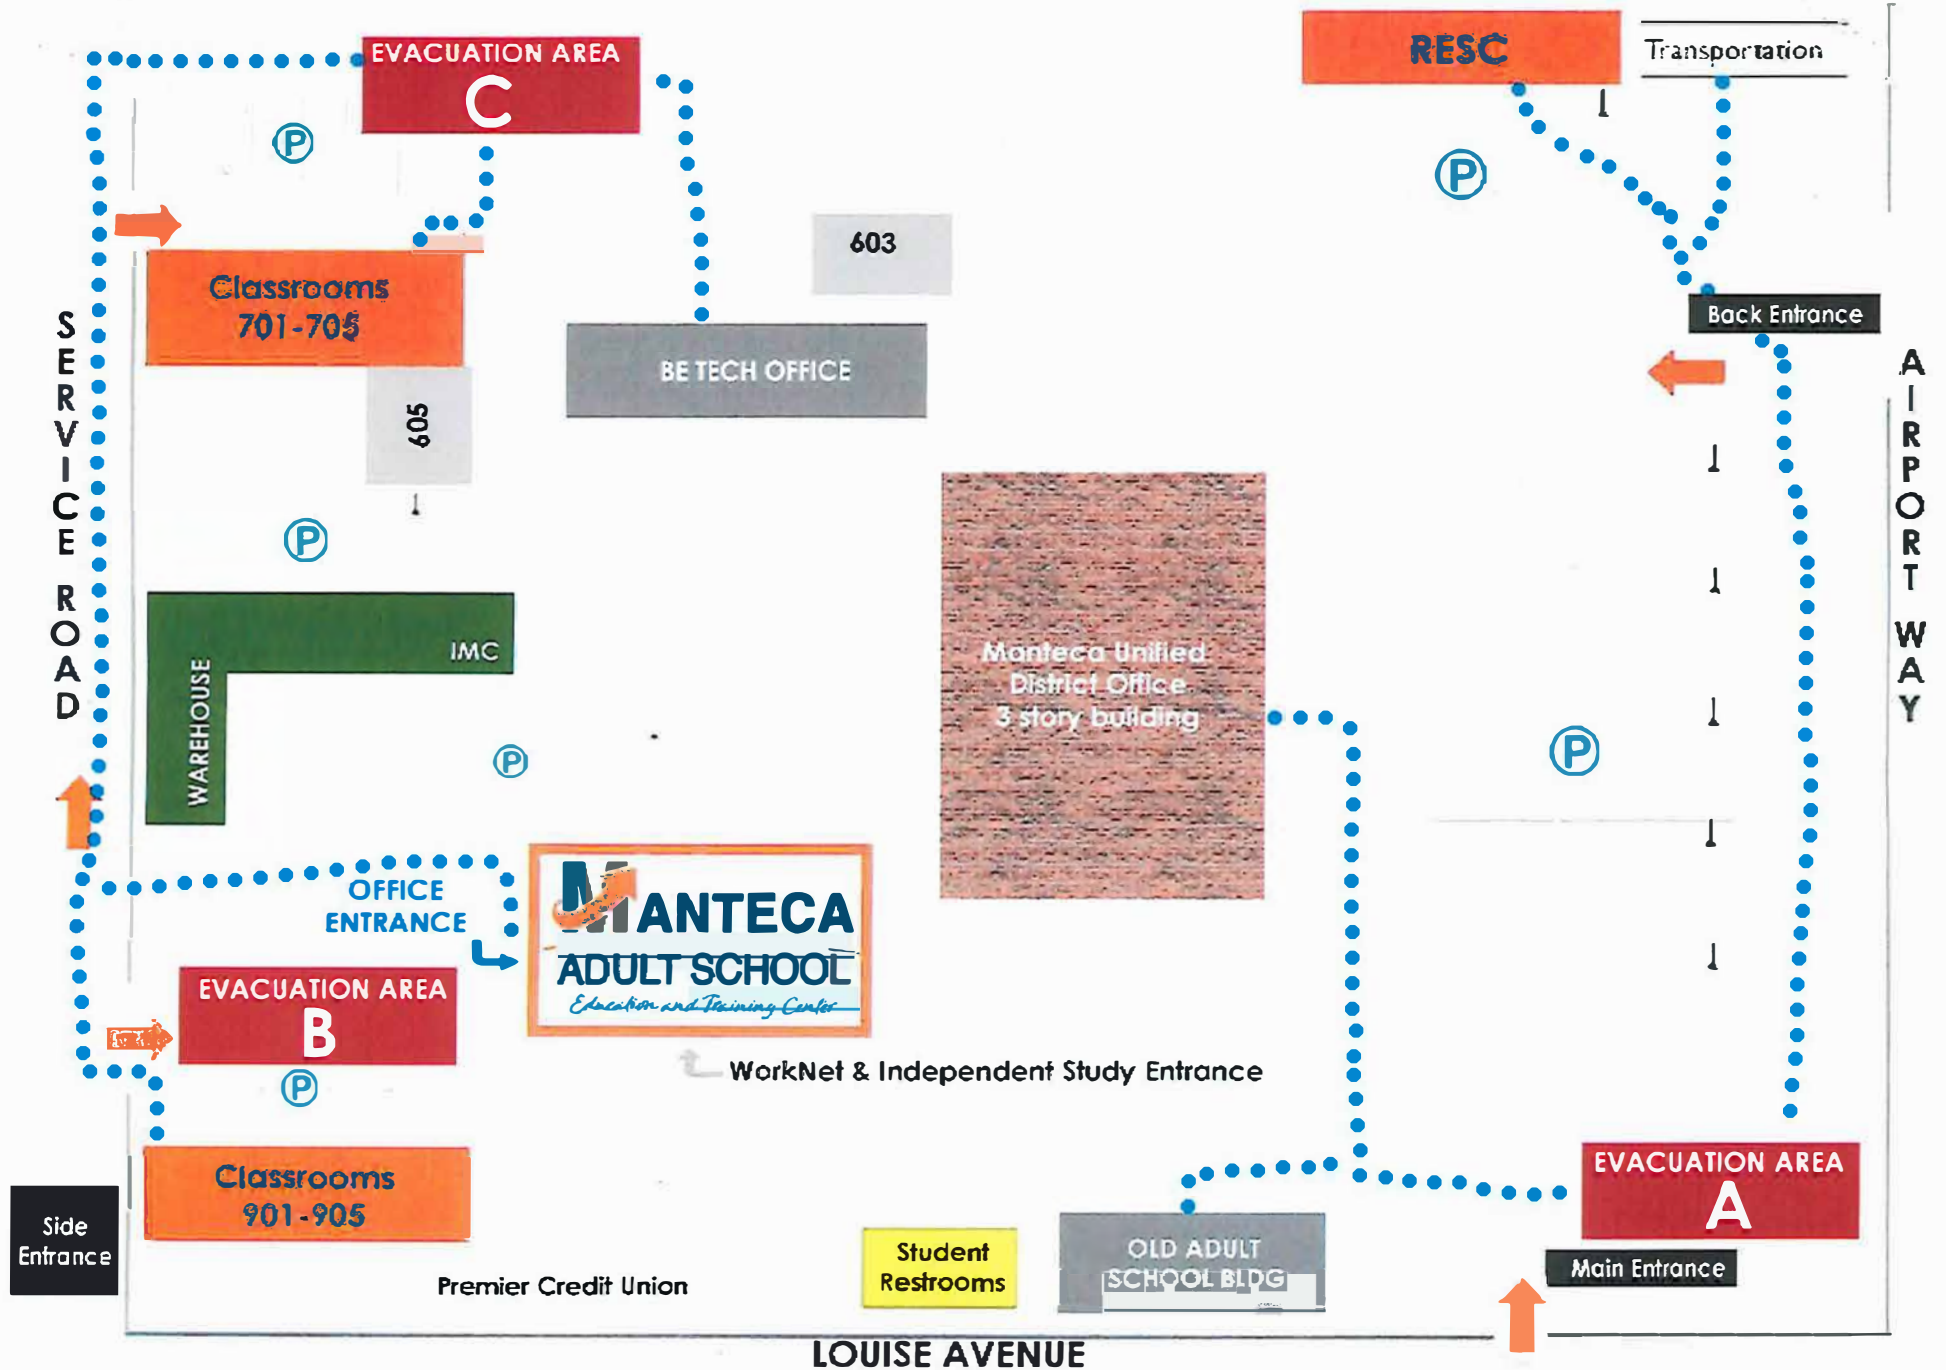 EVACUATION AREA
C
RESC
Transportation
P
P
603
Classrooms
701-705
Back Entrance
BE TECH OFFICE
605
SERVICE ROAD
AIRPORT WAY
P
IMC
WAREHOUSE
Manteca Unified
District Office
3 story building
P
P
OFFICE
ENTRANCE
MANTECA
ADULT SCHOOL
Education and Training Center
EVACUATION AREA
B
P
WorkNet & Independent Study Entrance
Classrooms
901-905
EVACUATION AREA
A
Side
Entrance
Student
Restrooms
OLD ADULT
SCHOOL BLDG
Main Entrance
Premier Credit Union
LOUISE AVENUE